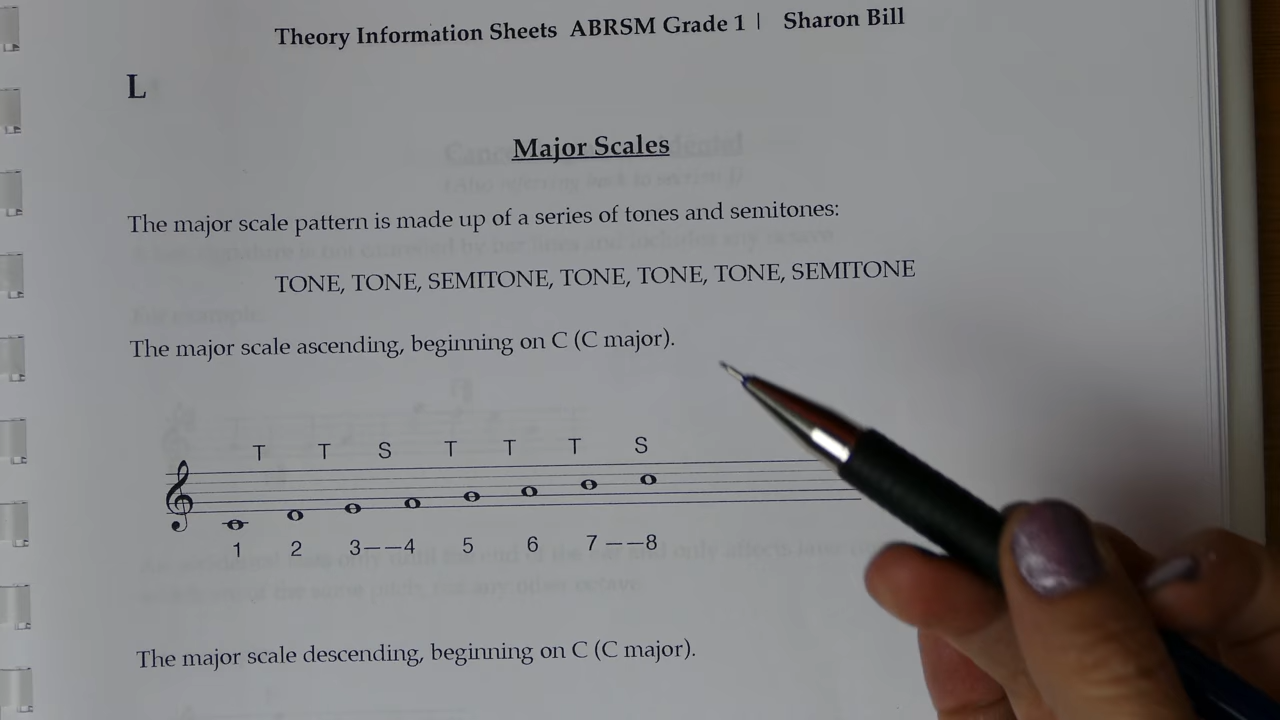 Theory Information Sheets ABRSM Grade 1 | Sharon Bill
L
Major Scales
The major scale pattern is made up of a series of tones and semitones:
TONE, TONE, SEMITONE, TONE, TONE, TONE, SEMITONE
The major scale ascending, beginning on C (C major).
T T S T T T S
1 2 3——4 5 6 7——8
The major scale descending, beginning on C (C major).